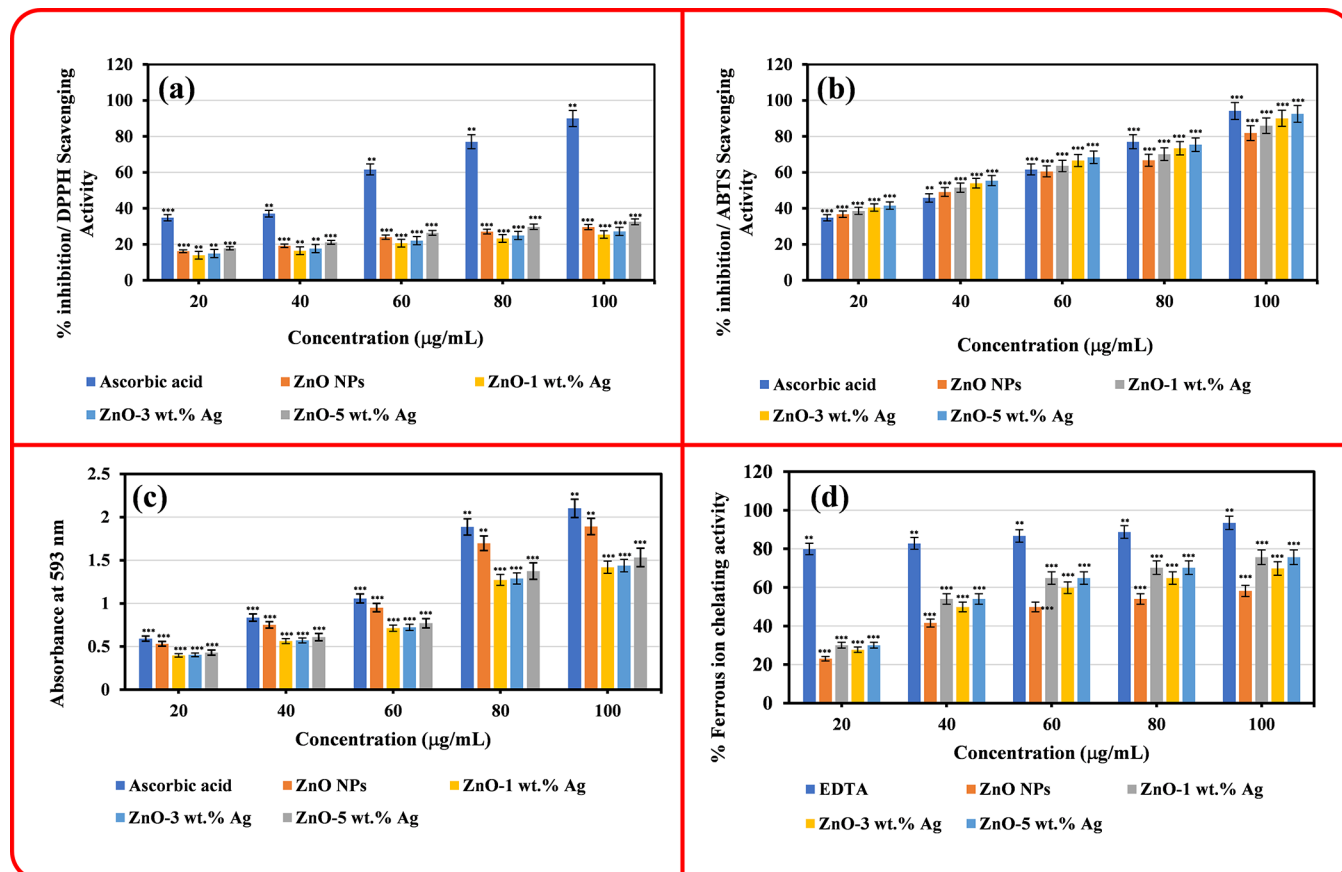 (a)
% inhibition/ DPPH Scavenging
Activity
120
100
80
60
40
20
0
*** *** ** ** ***
** *** ** ** ***
** *** *** *** ***
** *** *** *** ***
** *** *** *** ***
20 40 60 80 100
Concentration (μg/mL)
Ascorbic acid ZnO NPs ZnO-1 wt.% Ag
ZnO-3 wt.% Ag ZnO-5 wt.% Ag
(b)
% inhibition/ ABTS Scavenging
Activity
120
100
80
60
40
20
0
*** *** *** *** ***
** *** *** *** ***
*** *** *** *** ***
*** *** *** *** ***
*** *** *** *** ***
20 40 60 80 100
Concentration (μg/mL)
Ascorbic acid ZnO NPs ZnO-1 wt.% Ag
ZnO-3 wt.% Ag ZnO-5 wt.% Ag
(c)
Absorbance at 593 nm
2.5
2
1.5
1
0.5
0
*** *** *** *** ***
*** *** *** *** ***
** *** *** *** ***
** ** *** *** ***
** ** *** *** ***
20 40 60 80 100
Concentration (μg/mL)
Ascorbic acid ZnO NPs ZnO-1 wt.% Ag
ZnO-3 wt.% Ag ZnO-5 wt.% Ag
(d)
% Ferrous ion chelating activity
120
100
80
60
40
20
0
** *** *** *** ***
** *** *** *** ***
** *** *** *** ***
** *** *** *** ***
** *** *** *** ***
20 40 60 80 100
Concentration (μg/mL)
EDTA ZnO NPs ZnO-1 wt.% Ag
ZnO-3 wt.% Ag ZnO-5 wt.% Ag